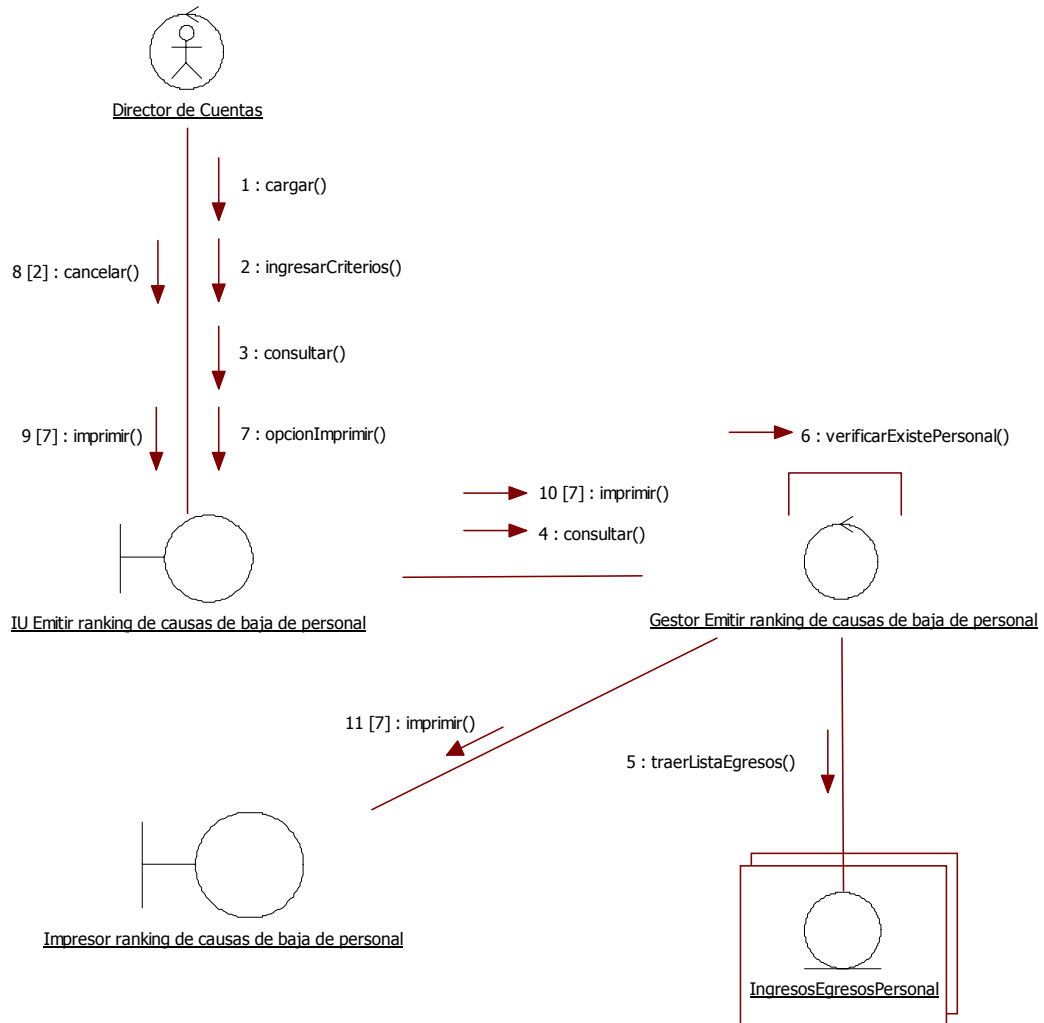 Director de Cuentas
1 : cargar()
8 [2] : cancelar()
2 : ingresarCriterios()
3 : consultar()
9 [7] : imprimir()
7 : opcionImprimir()
6 : verificarExistePersonal()
10 [7] : imprimir()
4 : consultar()
IU Emitir ranking de causas de baja de personal
Gestor Emitir ranking de causas de baja de personal
11 [7] : imprimir()
5 : traerListaEgresos()
Impresor ranking de causas de baja de personal
IngresosEgresosPersonal